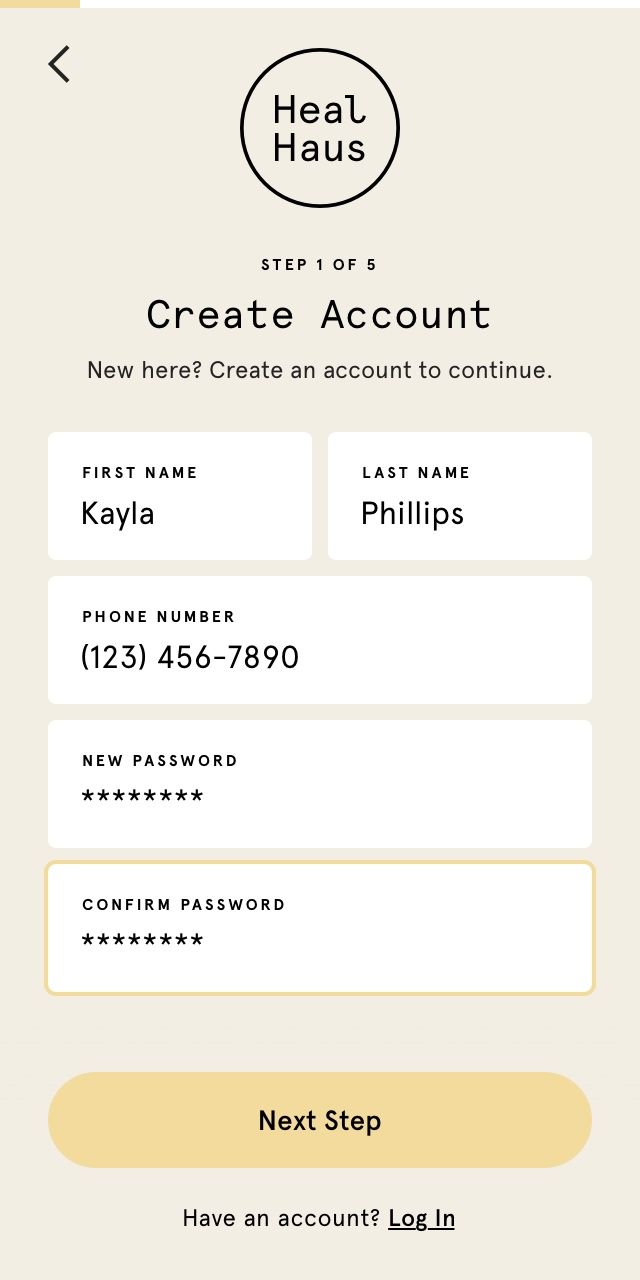 Heal
Haus
STEP 1 OF 5
Create Account
New here? Create an account to continue.
FIRST NAME
Kayla
LAST NAME
Phillips
PHONE NUMBER
(123) 456-7890
NEW PASSWORD
********
CONFIRM PASSWORD
********
Next Step
Have an account? Log In